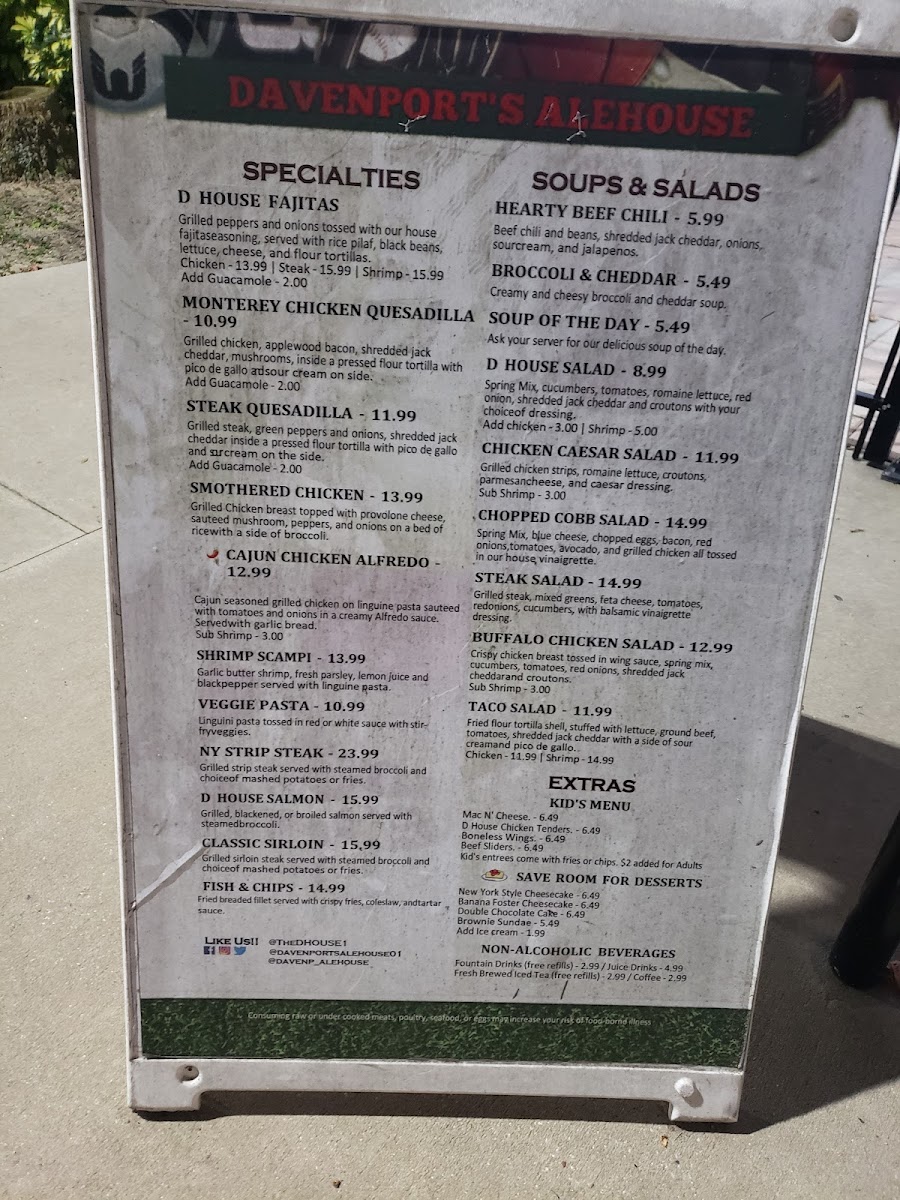 DAVENPORT'S ALEHOUSE
SPECIALTIES
D HOUSE FAJITAS
Grilled peppers and onions tossed with our house
fajitaseasoning, served with rice pilaf, black beans,
lettuce, cheese, and flour tortillas.
Chicken - 13.99 | Steak - 15.99 | Shrimp - 15.99
Add Guacamole - 2.00
MONTEREY CHICKEN QUESADILLA
- 10.99
Grilled chicken, applewood bacon, shredded jack
cheddar, mushrooms, inside a pressed flour tortilla with
pico de gallo adsour cream on side.
Add Guacamole - 2.00
STEAK QUESADILLA - 11.99
Grilled steak, green peppers and onions, shredded jack
cheddar inside a pressed flour tortilla with pico de gallo
and surcream on the side.
Add Guacamole - 2.00
SMOTHERED CHICKEN - 13.99
Grilled Chicken breast topped with provolone cheese,
sauteed mushroom, peppers, and onions on a bed of
ricewith a side of broccoli.
CAJUN CHICKEN ALFREDO -
12.99
Cajun seasoned grilled chicken on linguine pasta sauteed
with tomatoes and onions in a creamy Alfredo sauce.
Servedwith garlic bread.
Sub Shrimp - 3.00
SHRIMP SCAMPI - 13.99
Garlic butter shrimp, fresh parsley, lemon juice and
blackpepper served with linguine pasta.
VEGGIE PASTA - 10.99
Linguini pasta tossed in red or white sauce with stir-
fryveggies.
NY STRIP STEAK - 23.99
Grilled strip steak served with steamed broccoli and
choiceof mashed potatoes or fries.
D HOUSE SALMON - 15.99
Grilled, blackened, or broiled salmon served with
steamedbroccoli.
CLASSIC SIRLOIN - 15.99
Grilled sirloin steak served with steamed broccoli and
choiceof mashed potatoes or fries.
FISH & CHIPS - 14.99
Fried breaded fillet served with crispy fries, coleslaw, andtartar
sauce.
LIKE US!! @THEDHOUSE1
@DAVENPORTSALEHOUSE01
@DAVENP_ALEHOUSE
SOUPS & SALADS
HEARTY BEEF CHILI - 5.99
Beef chili and beans, shredded jack cheddar, onions,
sourcream, and jalapenos.
BROCCOLI & CHEDDAR - 5.49
Creamy and cheesy broccoli and cheddar soup.
SOUP OF THE DAY - 5.49
Ask your server for our delicious soup of the day.
D HOUSE SALAD - 8.99
Spring Mix, cucumbers, tomatoes, romaine lettuce, red
onion, shredded jack cheddar and croutons with your
choiceof dressing.
Add chicken - 3.00 | Shrimp - 5.00
CHICKEN CAESAR SALAD - 11.99
Grilled chicken strips, romaine lettuce, croutons,
parmesancheese, and caesar dressing.
Sub Shrimp - 3.00
CHOPPED COBB SALAD - 14.99
Spring Mix, blue cheese, chopped eggs, bacon, red
onions,tomatoes, avocado, and grilled chicken all tossed
in our house vinaigrette.
STEAK SALAD - 14.99
Grilled steak, mixed greens, feta cheese, tomatoes,
redonions, cucumbers, with balsamic vinaigrette
dressing.
BUFFALO CHICKEN SALAD - 12.99
Crispy chicken breast tossed in wing sauce, spring mix,
cucumbers, tomatoes, red onions, shredded jack
cheddarand croutons.
Sub Shrimp - 3.00
TACO SALAD - 11.99
Fried flour tortilla shell, stuffed with lettuce, ground beef,
tomatoes, shredded jack cheddar with a side of sour
creamand pico de gallo..
Chicken - 11.99 | Shrimp - 14.99
EXTRAS
KID'S MENU
Mac N' Cheese. - 6.49
D House Chicken Tenders. - 6.49
Boneless Wings. - 6.49
Beef Sliders. - 6.49
Kid's entrees come with fries or chips. $2 added for Adults
SAVE ROOM FOR DESSERTS
New York Style Cheesecake - 6.49
Banana Foster Cheesecake - 6.49
Double Chocolate Cake - 6.49
Brownie Sundae - 5.49
Add Ice cream - 1.99
NON-ALCOHOLIC BEVERAGES
Fountain Drinks (free refills) - 2.99 / Juice Drinks - 4.99
Fresh Brewed Iced Tea (free refills) - 2.99 / Coffee - 2.99
Consuming raw or under cooked meats, poultry, seafood, or eggs may increase your risk of food-borne illness